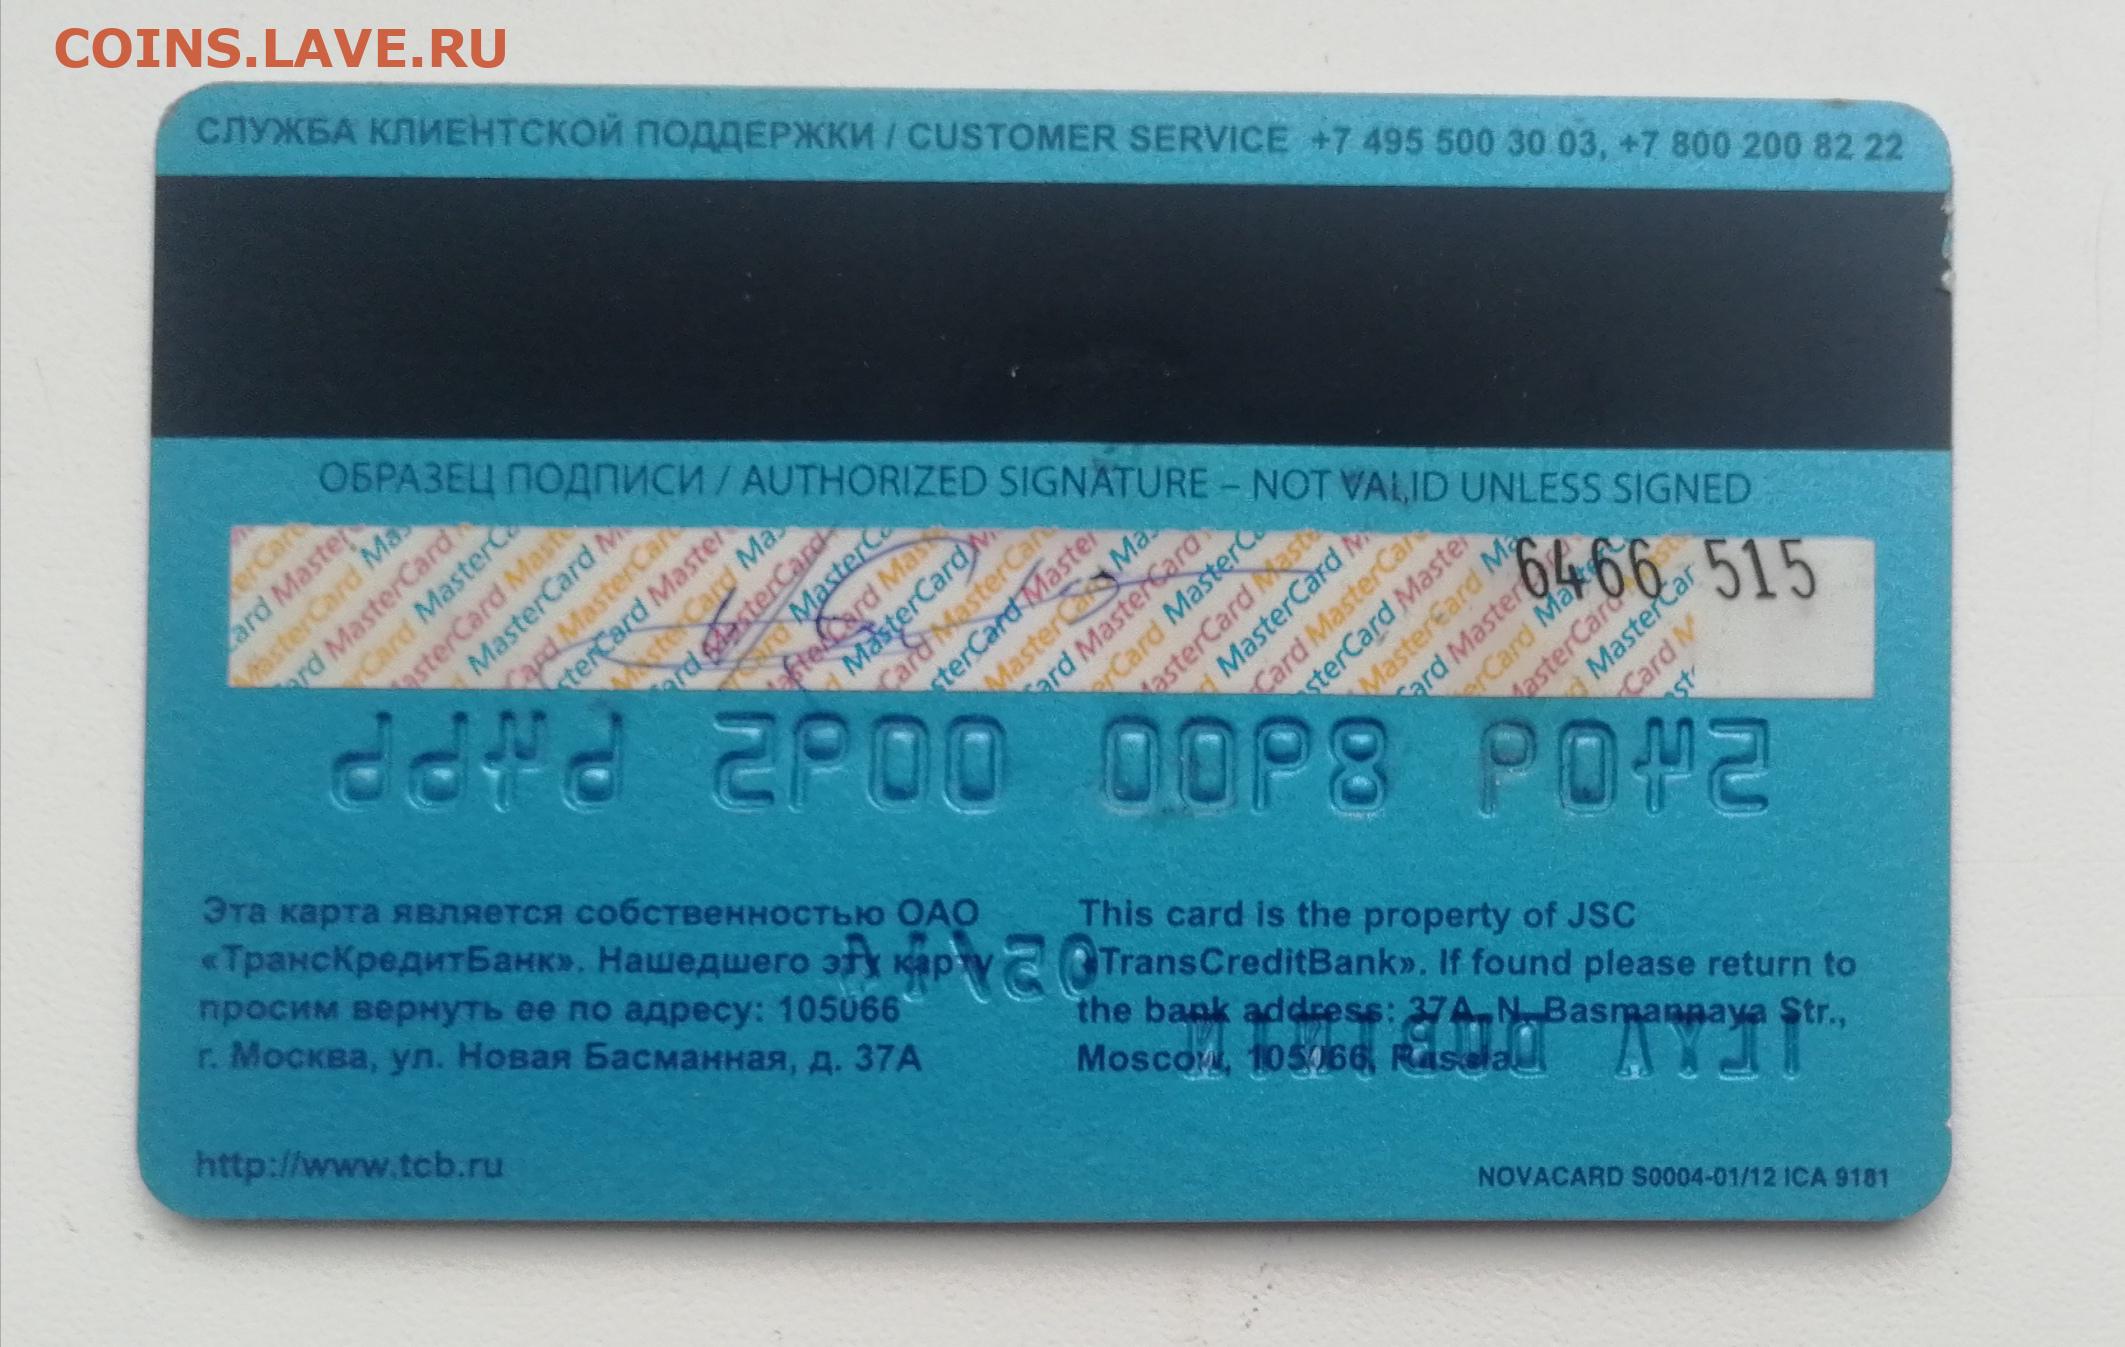 COINS.LAVE.RU
СЛУЖБА КЛИЕНТСКОЙ ПОДДЕРЖКИ / CUSTOMER SERVICE +7 495 500 30 03, +7 800 200 82 22
ОБРАЗЕЦ ПОДПИСИ / AUTHORIZED SIGNATURE – NOT VALID UNLESS SIGNED
6466 515
Эта карта является собственностью ОАО
«ТрансКредитБанк». Нашедшего эту карту
просим вернуть ее по адресу: 105066
г. Москва, ул. Новая Басманная, д. 37А
This card is the property of JSC
«TransCreditBank». If found please return to
the bank address: 37A, N. Basmannaya Str.,
Moscow, 105066, Russia
http://www.tcb.ru
NOVACARD S0004-01/12 ICA 9181